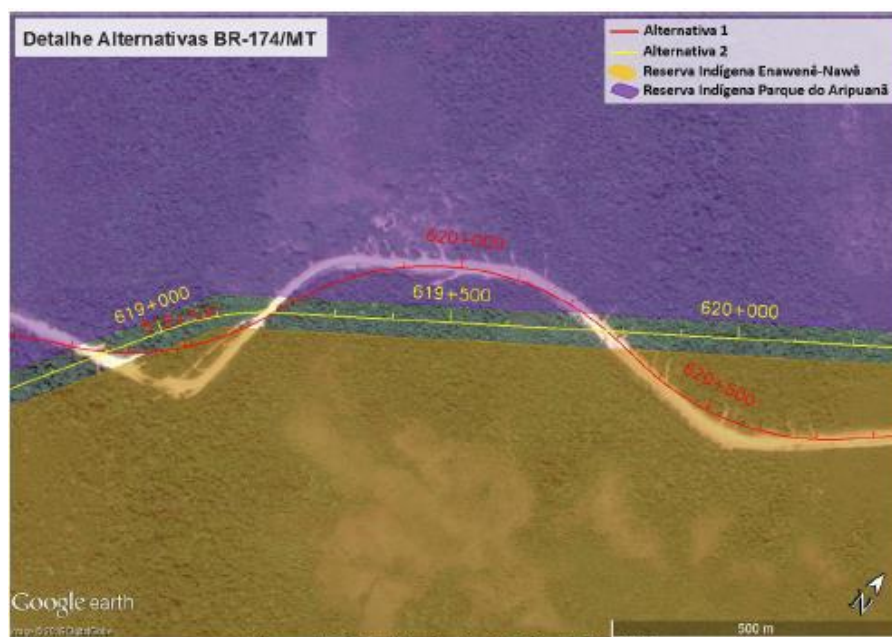 Detalhe Alternativas BR-174/MT
Alternativa 1
Alternativa 2
Reserva Indígena Enawenê-Nawê
Reserva Indígena Parque do Aripuanã
620+000
619+000
619+500
620+000
620+500
Google earth
N
500 m